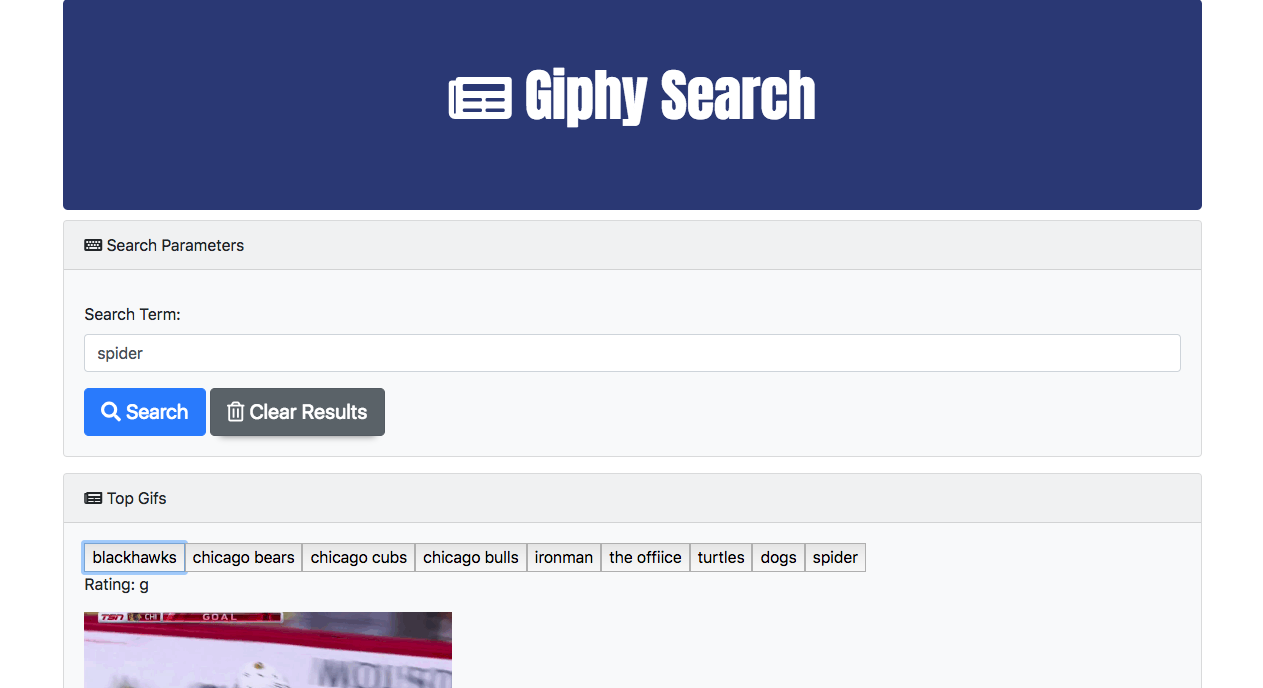 Giphy Search
Search Parameters
Search Term:
spider
Search Clear Results
Top Gifs
blackhawks chicago bears chicago cubs chicago bulls ironman the offiice turtles dogs spider
Rating: g
TSN CHI GOAL